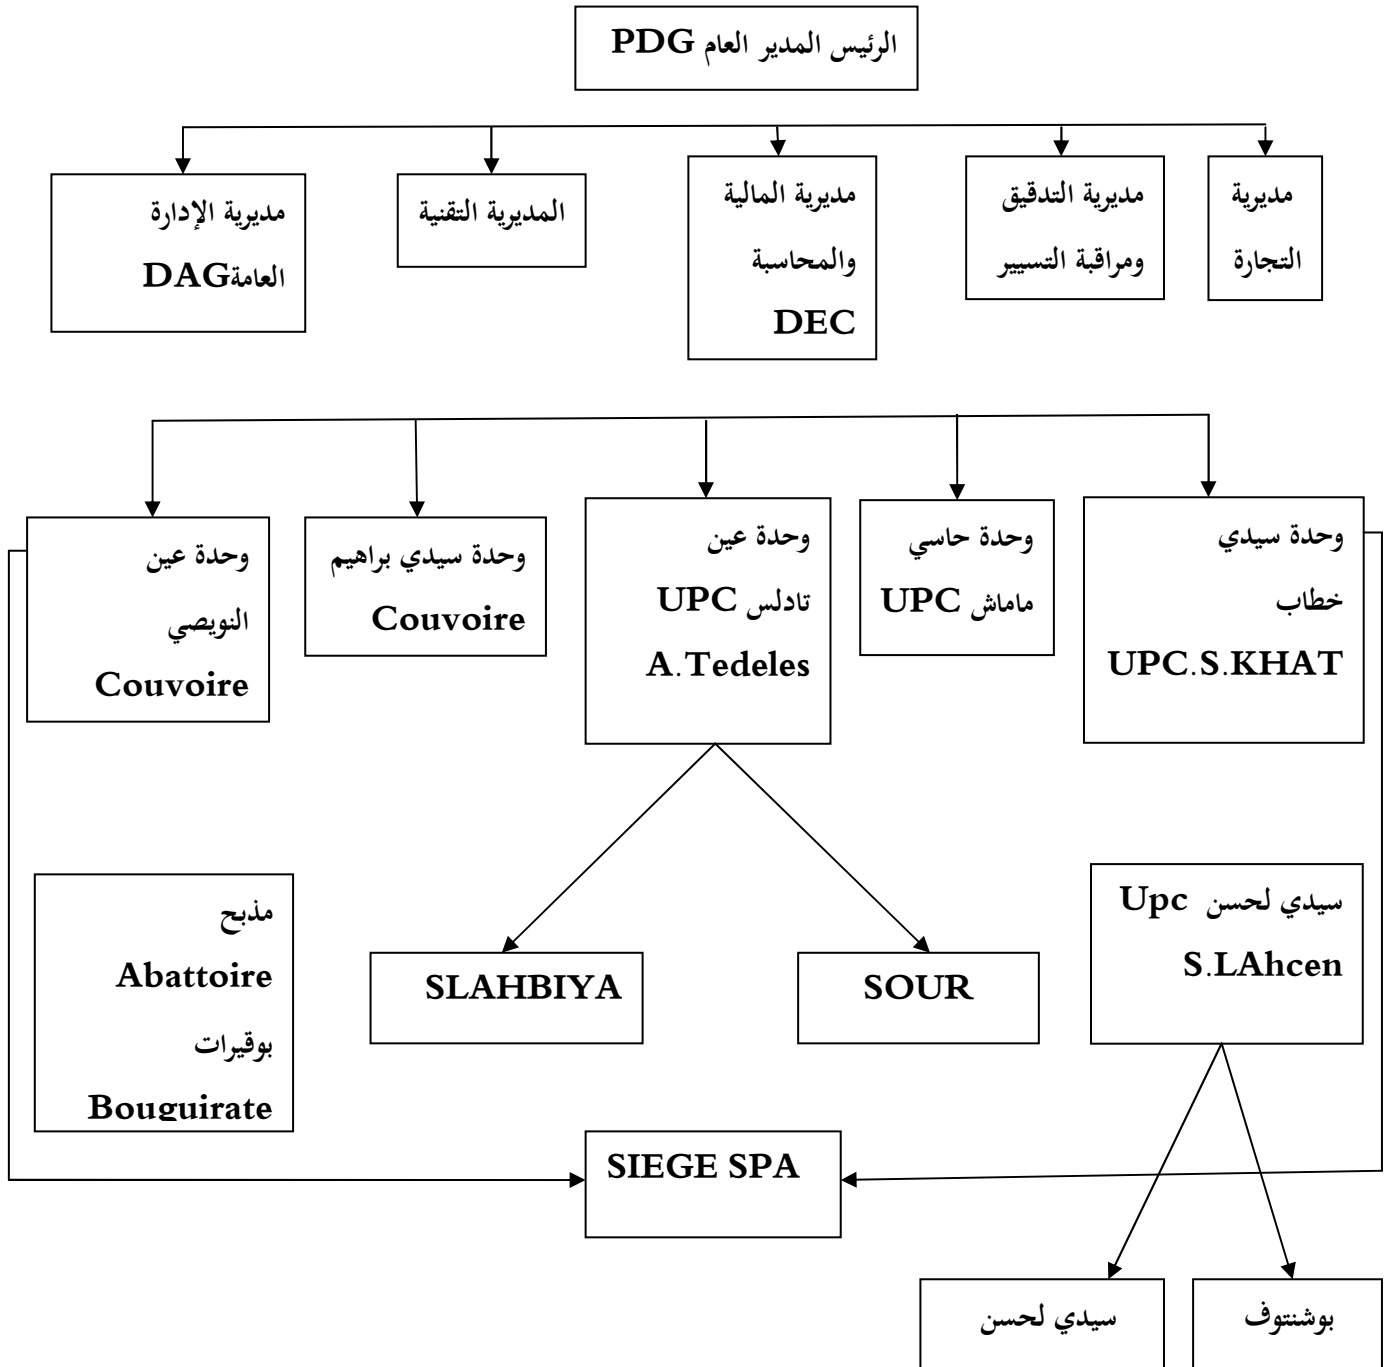 الرئيس المدير العام PDG
مديرية
التجارة
مديرية التدقيق
ومراقبة التسيير
مديرية المالية
والمحاسبة
DEC
المديرية التقنية
مديرية الإدارة
العامةDAG
وحدة سيدي
خطاب
UPC.S.KHAT
وحدة حاسي
ماماش UPC
وحدة عين
تادلس UPC
A.Tedeles
وحدة سيدي براهيم
Couvoire
وحدة عين
النويصي
Couvoire
سيدي لحسن Upc
S.LAhcen
SOUR
SLAHBIYA
مذبح
Abattoire
بوقيرات
Bouguirate
SIEGE SPA
بوشنتوف
سيدي لحسن